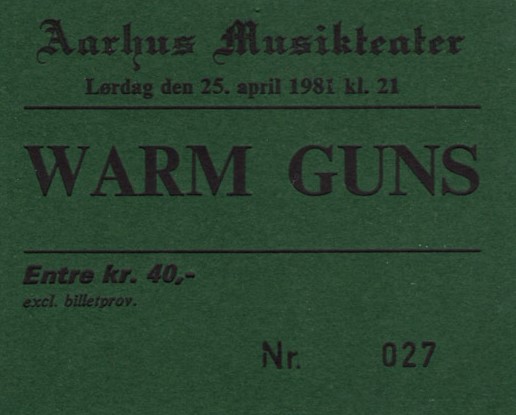 Aarhus Musikteater
Lørdag den 25. april 1981 kl. 21
WARM GUNS
Entre kr. 40,-
excl. billetprov.
Nr. 027